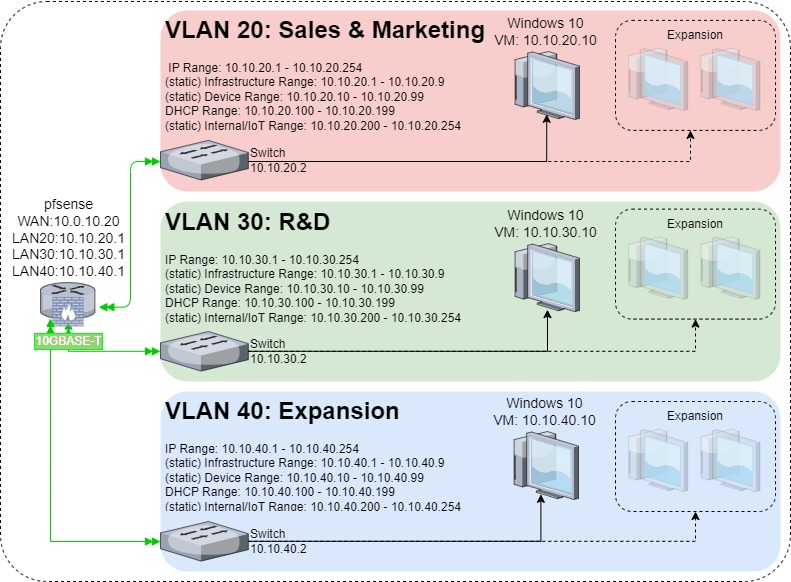 VLAN 20: Sales & Marketing
Windows 10
VM: 10.10.20.10
Expansion
IP Range: 10.10.20.1 - 10.10.20.254
(static) Infrastructure Range: 10.10.20.1 - 10.10.20.9
(static) Device Range: 10.10.20.10 - 10.10.20.99
DHCP Range: 10.10.20.100 - 10.10.20.199
(static) Internal/IoT Range: 10.10.20.200 - 10.10.20.254
Switch
10.10.20.2
pfsense
WAN:10.0.10.20
LAN20:10.10.20.1
LAN30:10.10.30.1
LAN40:10.10.40.1
10GBASE-T
VLAN 30: R&D
Windows 10
VM: 10.10.30.10
Expansion
IP Range: 10.10.30.1 - 10.10.30.254
(static) Infrastructure Range: 10.10.30.1 - 10.10.30.9
(static) Device Range: 10.10.30.10 - 10.10.30.99
DHCP Range: 10.10.30.100 - 10.10.30.199
(static) Internal/IoT Range: 10.10.30.200 - 10.10.30.254
Switch
10.10.30.2
VLAN 40: Expansion
Windows 10
VM: 10.10.40.10
Expansion
IP Range: 10.10.40.1 - 10.10.40.254
(static) Infrastructure Range: 10.10.40.1 - 10.10.40.9
(static) Device Range: 10.10.40.10 - 10.10.40.99
DHCP Range: 10.10.40.100 - 10.10.40.199
(static) Internal/IoT Range: 10.10.40.200 - 10.10.40.254
Switch
10.10.40.2